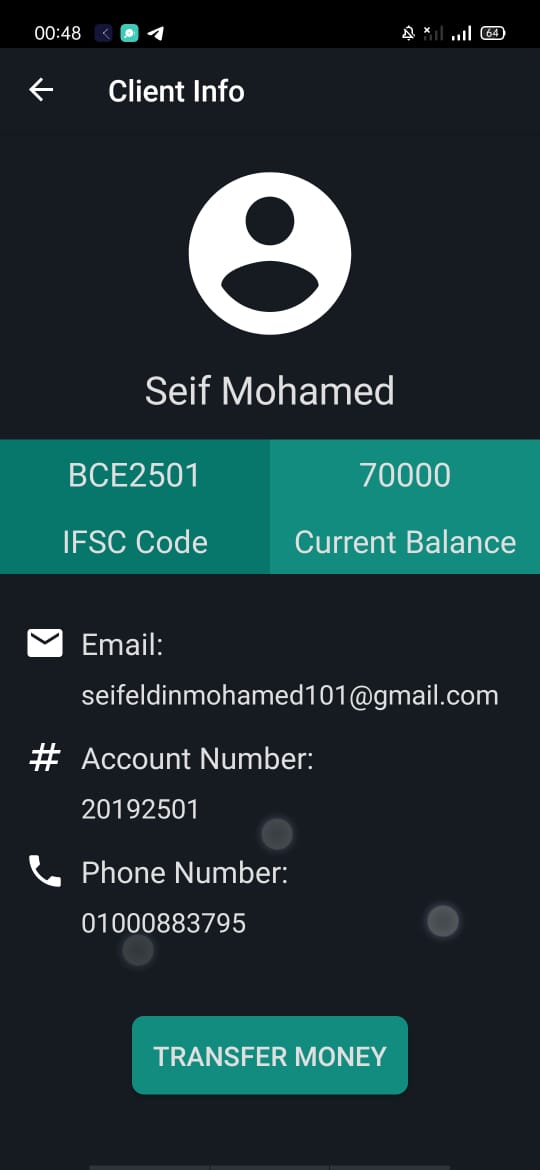 00:48
64
Client Info
Seif Mohamed
BCE2501
70000
IFSC Code
Current Balance
Email:
seifeldinmohamed101@gmail.com
# Account Number:
20192501
Phone Number:
01000883795
TRANSFER MONEY